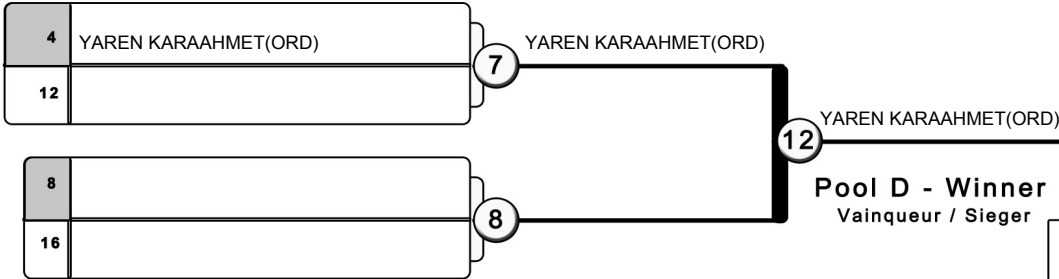 4 YAREN KARAAHMET(ORD)
12
7 YAREN KARAAHMET(ORD)
12 YAREN KARAAHMET(ORD)
8
16
8
Pool D - Winner
Vainqueur / Sieger